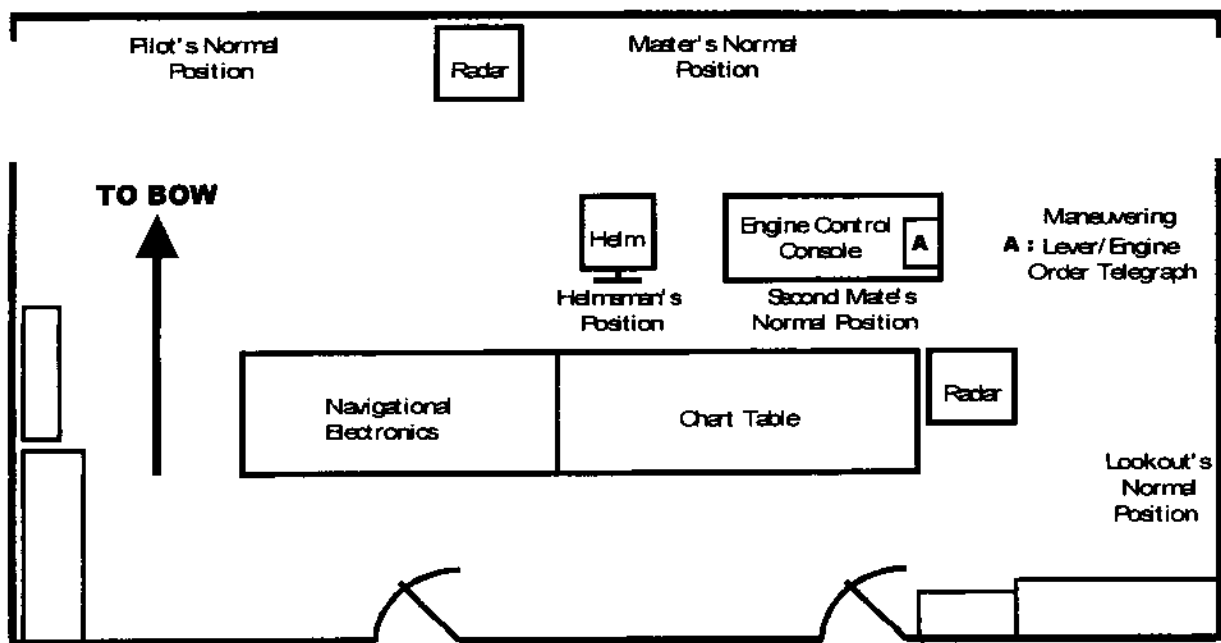 Pilot's Normal
Position
Radar
Master's Normal
Position
TO BOW
Helm
Engine Control
Console
A
Maneuvering
A : Lever/Engine
Order Telegraph
Helmsman's
Position
Second Mate's
Normal Position
Navigational
Electronics
Chart Table
Radar
Lookout's
Normal
Position